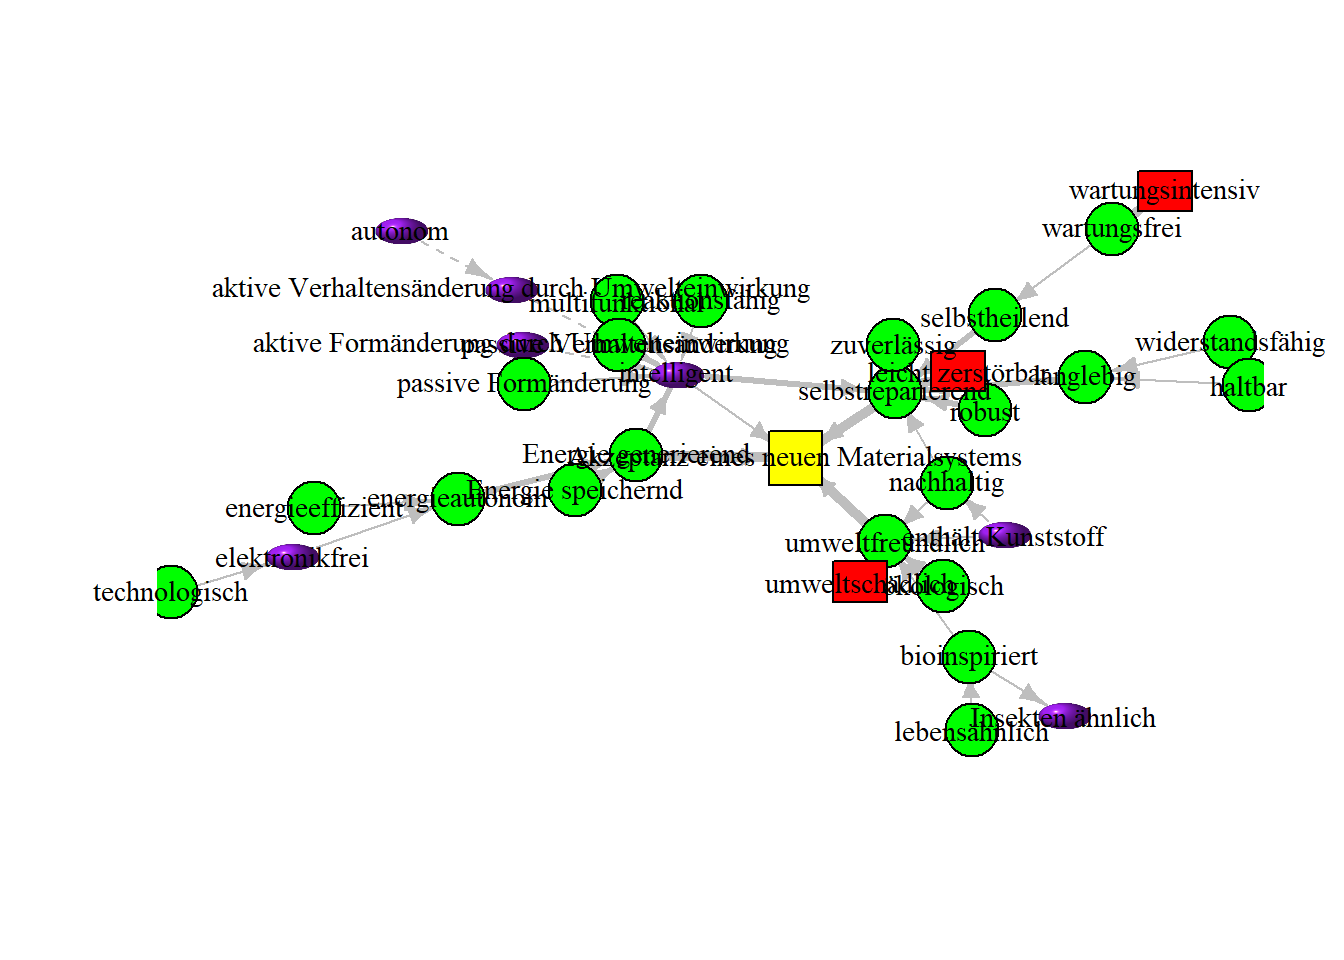 wartungsintensiv
wartungsfrei
autonom
aktive Verhaltensänderung durch Umwelteinwirkung
multifunktional
reaktionsfähig
selbstheilend
aktive Formänderung durch Umwelteinwirkung
passive Verhaltensänderung
zuverlässig
widerstandsfähig
intelligent
leicht zerstörbar
langlebig
passive Formänderung
selbstreparierend
haltbar
robust
Energie generierend
Akzeptanz eines neuen Materialsystems
nachhaltig
Energie speichernd
energieautonom
energieeffizient
enthält Kunststoff
umweltfreundlich
elektronikfrei
umweltschädlich
ökologisch
technologisch
bioinspiriert
Insekten ähnlich
lebensähnlich